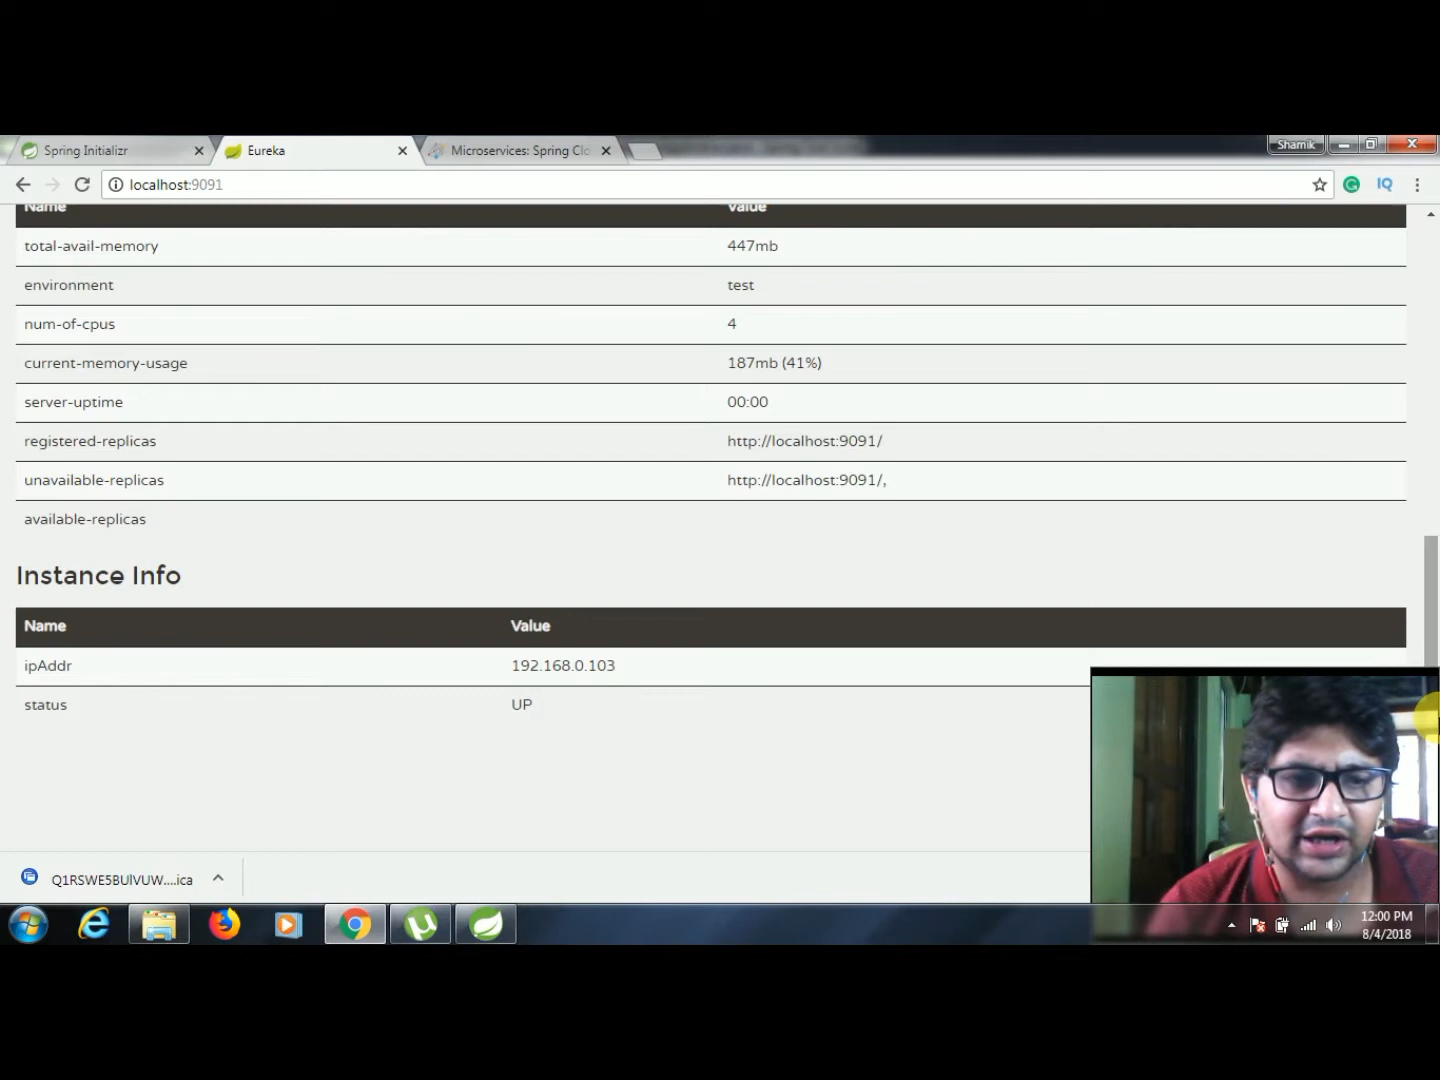 Spring Initializr
Eureka
Microservices: Spring Clo
Shamik
localhost:9091
IQ
Name Value
total-avail-memory 447mb
environment test
num-of-cpus 4
current-memory-usage 187mb (41%)
server-uptime 00:00
registered-replicas http://localhost:9091/
unavailable-replicas http://localhost:9091/,
available-replicas
Instance Info
Name Value
ipAddr 192.168.0.103
status UP
Q1RSWE5BUlVUW....ica
12:00 PM
8/4/2018